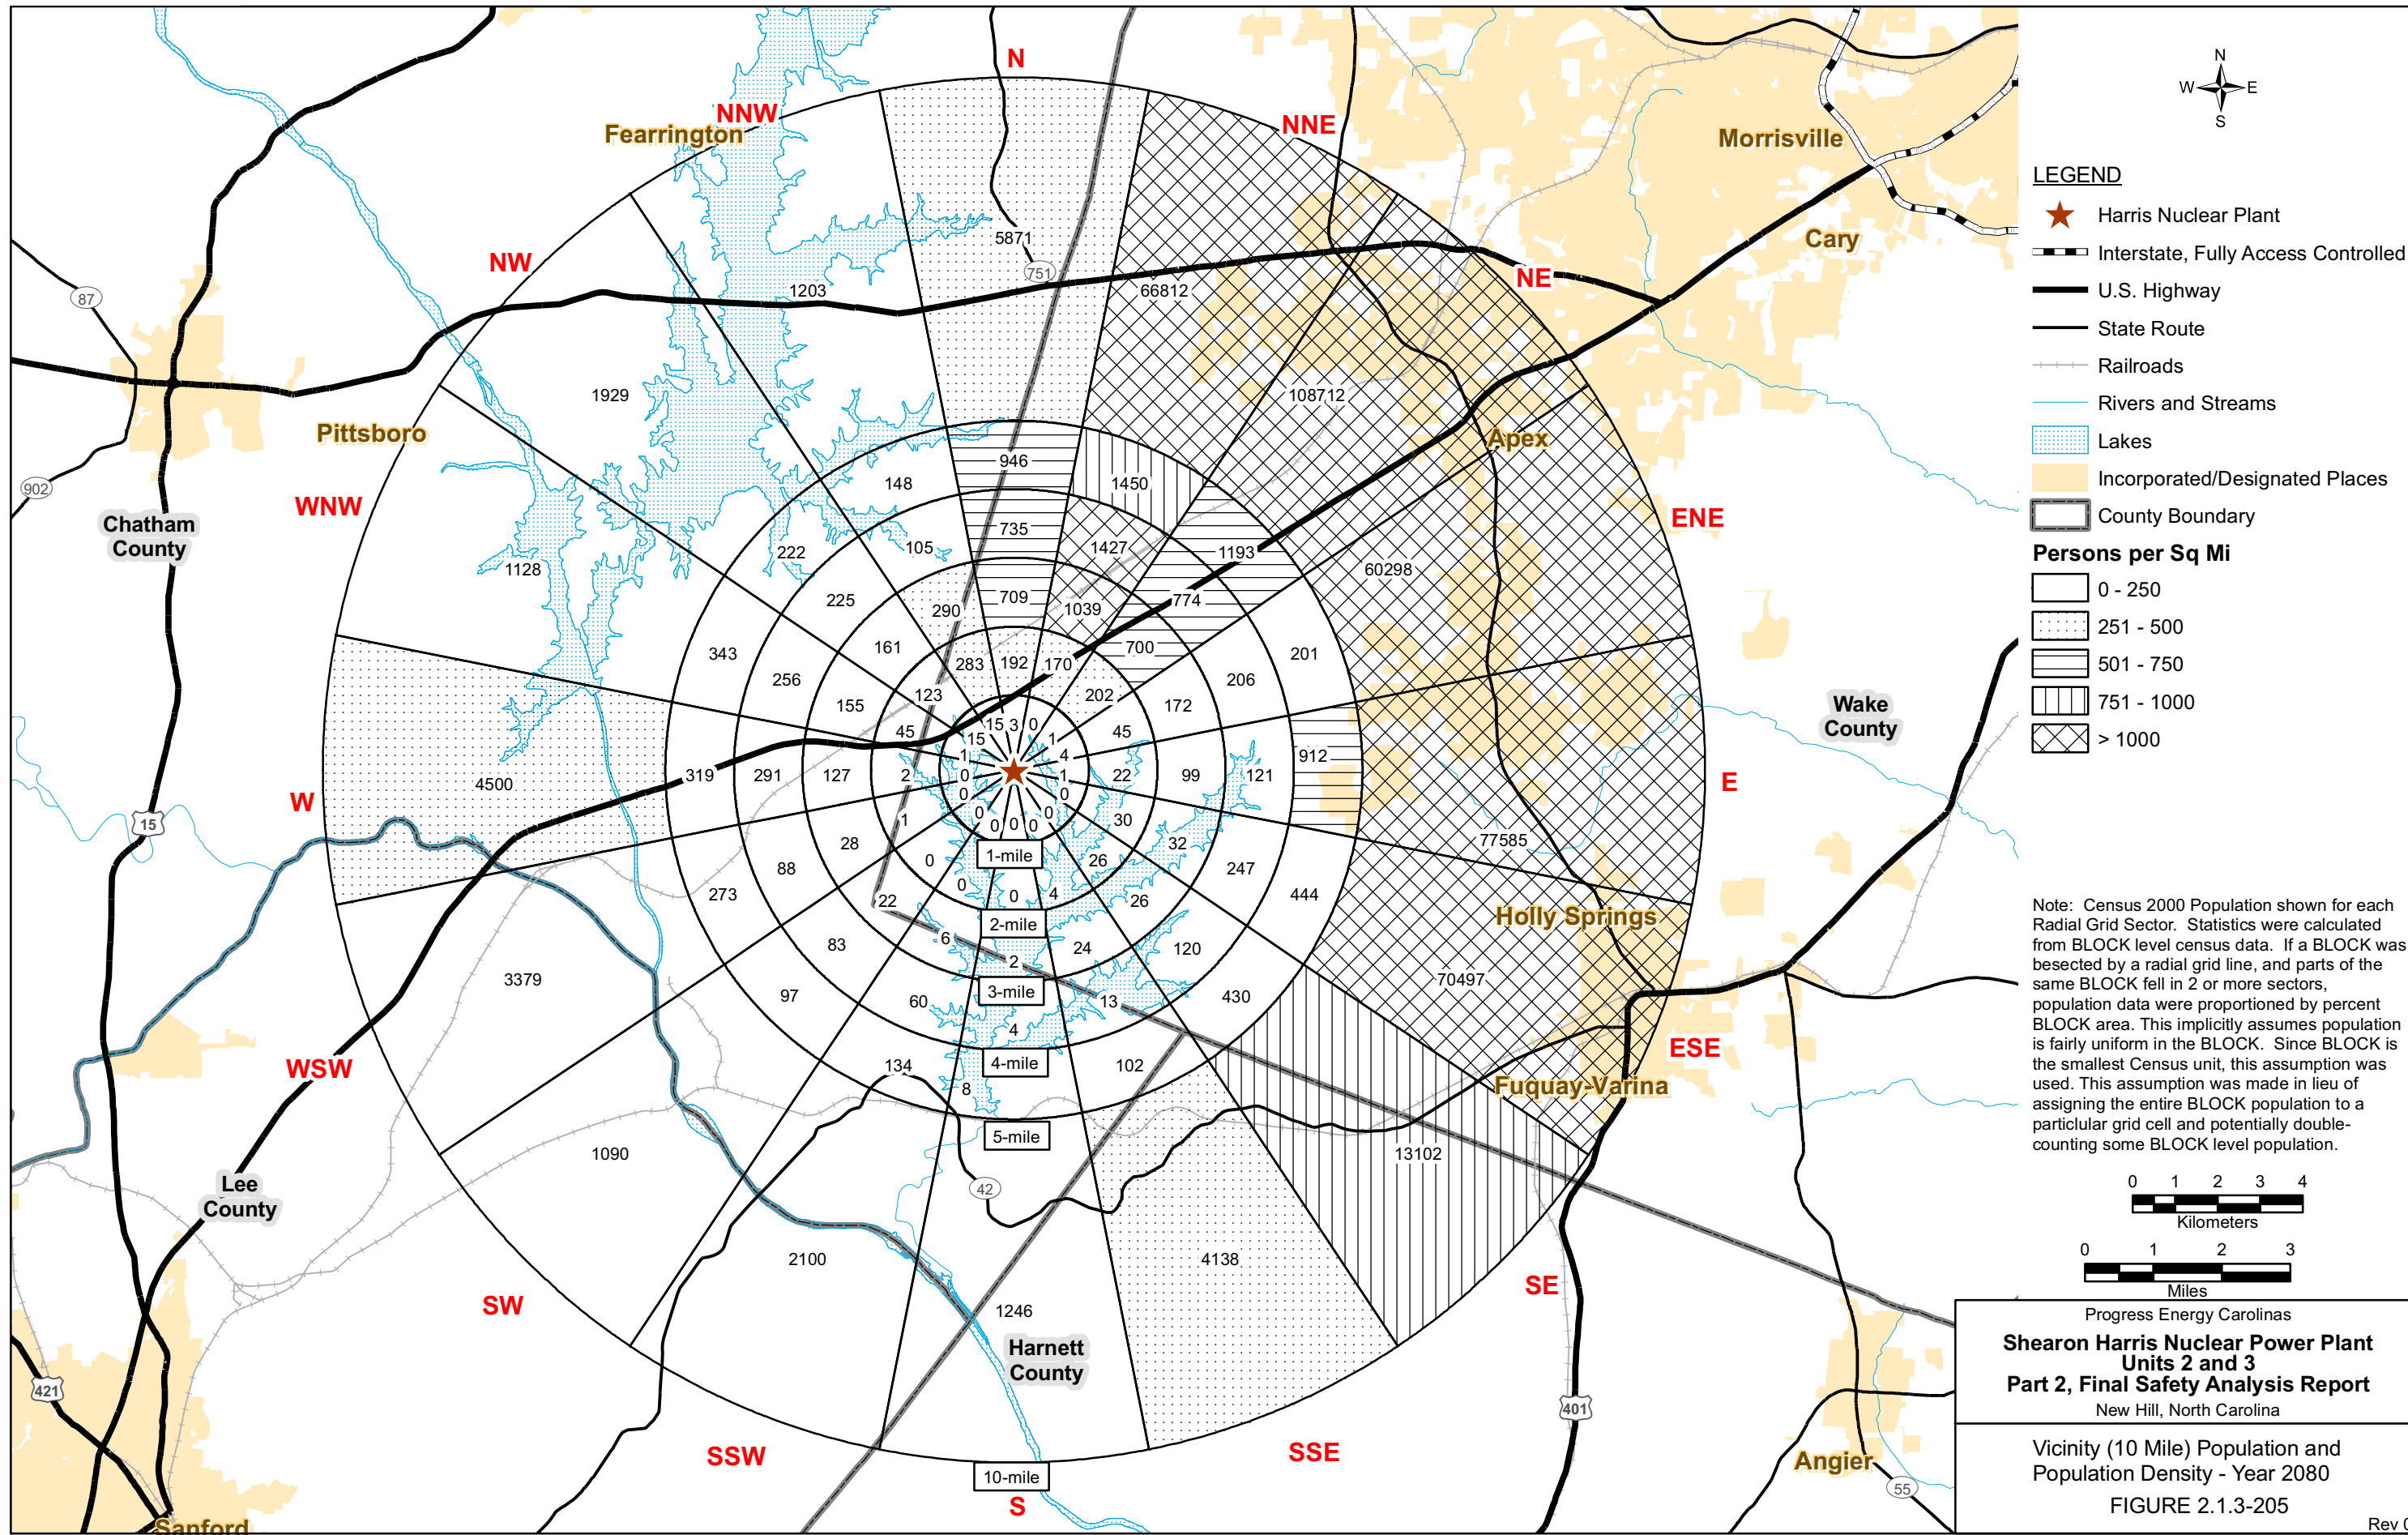 N
NNW
NNE
Fearrington
Morrisville
NW
NE
Cary
5871
751
66812
1203
87
1929
108712
Pittsboro
Apex
902
946
148
1450
WNW
ENE
Chatham
County
735
222
105
1427
1193
1128
60298
225
290
709
1039
774
343
161
283
192
170
700
201
256
123
202
206
155
172
Wake
County
45
15
3
0
45
15
1
912
1
4
W
4500
319
291
127
2
0
1
22
99
121
E
0
0
15
1
0
0
30
77585
0
0
0
28
32
0
1-mile
26
88
247
273
0
0
4
444
22
26
Holly Springs
2-mile
6
83
24
120
2
3379
70497
97
60
3-mile
13
430
4
ESE
WSW
134
4-mile
102
8
Fuquay-Varina
5-mile
1090
13102
Lee
County
42
2100
4138
SE
SW
1246
Harnett
County
421
401
SSW
SSE
10-mile
S
Angier
55
Sanford
N
W
E
S
LEGEND
Harris Nuclear Plant
Interstate, Fully Access Controlled
U.S. Highway
State Route
Railroads
Rivers and Streams
Lakes
Incorporated/Designated Places
County Boundary
Persons per Sq Mi
0 - 250
251 - 500
501 - 750
751 - 1000
> 1000
Note: Census 2000 Population shown for each
Radial Grid Sector. Statistics were calculated
from BLOCK level census data. If a BLOCK was
besected by a radial grid line, and parts of the
same BLOCK fell in 2 or more sectors,
population data were proportioned by percent
BLOCK area. This implicitly assumes population
is fairly uniform in the BLOCK. Since BLOCK is
the smallest Census unit, this assumption was
used. This assumption was made in lieu of
assigning the entire BLOCK population to a
particlular grid cell and potentially double-
counting some BLOCK level population.
0 1 2 3 4
Kilometers
0 1 2 3
Miles
Progress Energy Carolinas
Shearon Harris Nuclear Power Plant
Units 2 and 3
Part 2, Final Safety Analysis Report
New Hill, North Carolina
Vicinity (10 Mile) Population and
Population Density - Year 2080
FIGURE 2.1.3-205
Rev 0